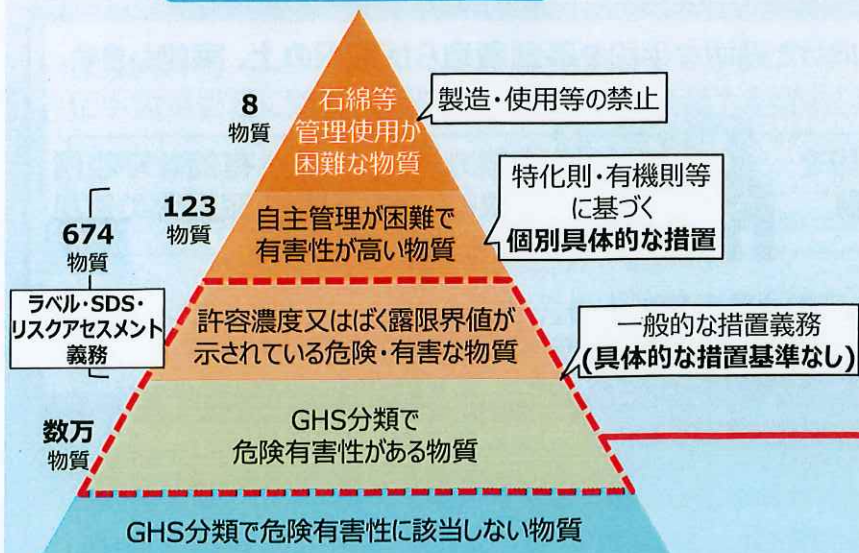 8
物質
石綿等
管理使用が
困難な物質
製造・使用等の禁止
674
物質
123
物質
自主管理が困難で
有害性が高い物質
特化則・有機則等
に基づく
個別具体的な措置
ラベル・SDS・
リスクアセスメント
義務
許容濃度又はばく露限界値が
示されている危険・有害な物質
一般的な措置義務
(具体的な措置基準なし)
数万
物質
GHS分類で
危険有害性がある物質
GHS分類で危険有害性に該当しない物質